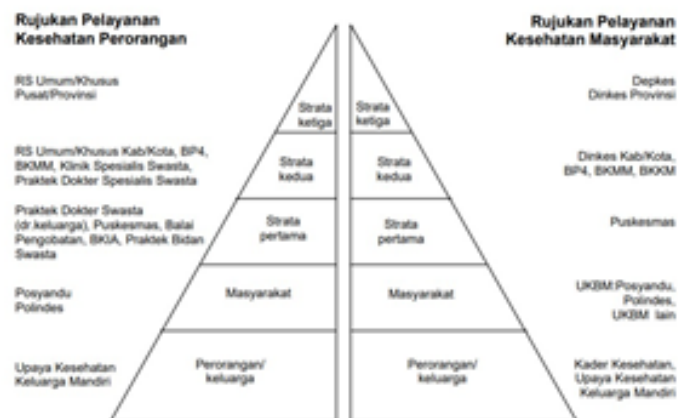 Rujukan Pelayanan
Kesehatan Perorangan
Rujukan Pelayanan
Kesehatan Masyarakat
RS Umum/Khusus
Pusat/Provinsi
Strata
ketiga
Strata
ketiga
Depkes
Dinkes Provinsi
RS Umum/Khusus Kab/Kota, BP4,
BKMM, Klinik Spesialis Swasta,
Praktek Dokter Spesialis Swasta
Strata
kedua
Strata
kedua
Dinkes Kab/Kota,
BP4, BKMM, BKKM
Praktek Dokter Swasta
(dr.keluarga), Puskesmas, Balai
Pengobatan, BKIA, Praktek Bidan
Swasta
Strata
pertama
Strata
pertama
Puskesmas
Posyandu
Polindes
Masyarakat
Masyarakat
UKBM:Posyandu,
Polindes,
UKBM lain
Upaya Kesehatan
Keluarga Mandiri
Perorangan/
keluarga
Perorangan/
keluarga
Kader Kesehatan,
Upaya Kesehatan
Keluarga Mandiri